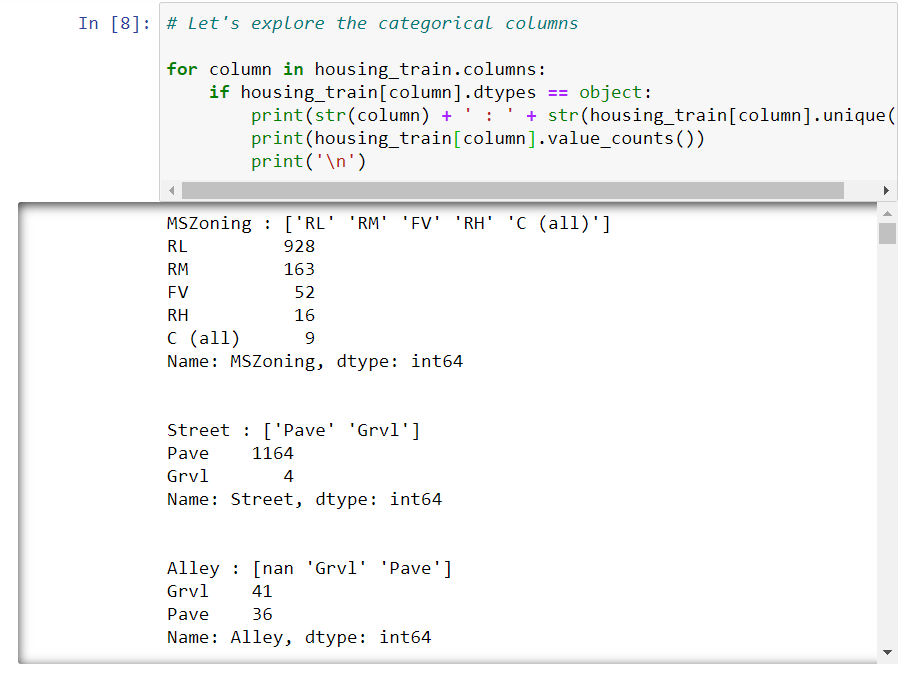 In [8]: # Let's explore the categorical columns
for column in housing_train.columns:
    if housing_train[column].dtypes == object:
        print(str(column) + ' : ' + str(housing_train[column].unique(
        print(housing_train[column].value_counts())
        print('\n')
MSZoning : ['RL' 'RM' 'FV' 'RH' 'C (all)']
RL         928
RM         163
FV          52
RH          16
C (all)      9
Name: MSZoning, dtype: int64
Street : ['Pave' 'Grvl']
Pave    1164
Grvl       4
Name: Street, dtype: int64
Alley : [nan 'Grvl' 'Pave']
Grvl    41
Pave    36
Name: Alley, dtype: int64